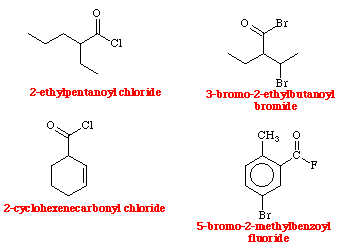 O
Cl
2-ethylpentanoyl chloride
O
Br
Br
3-bromo-2-ethylbutanoyl
bromide
O
Cl
2-cyclohexenecarbonyl chloride
CH3
O
C
F
Br
5-bromo-2-methylbenzoyl
fluoride